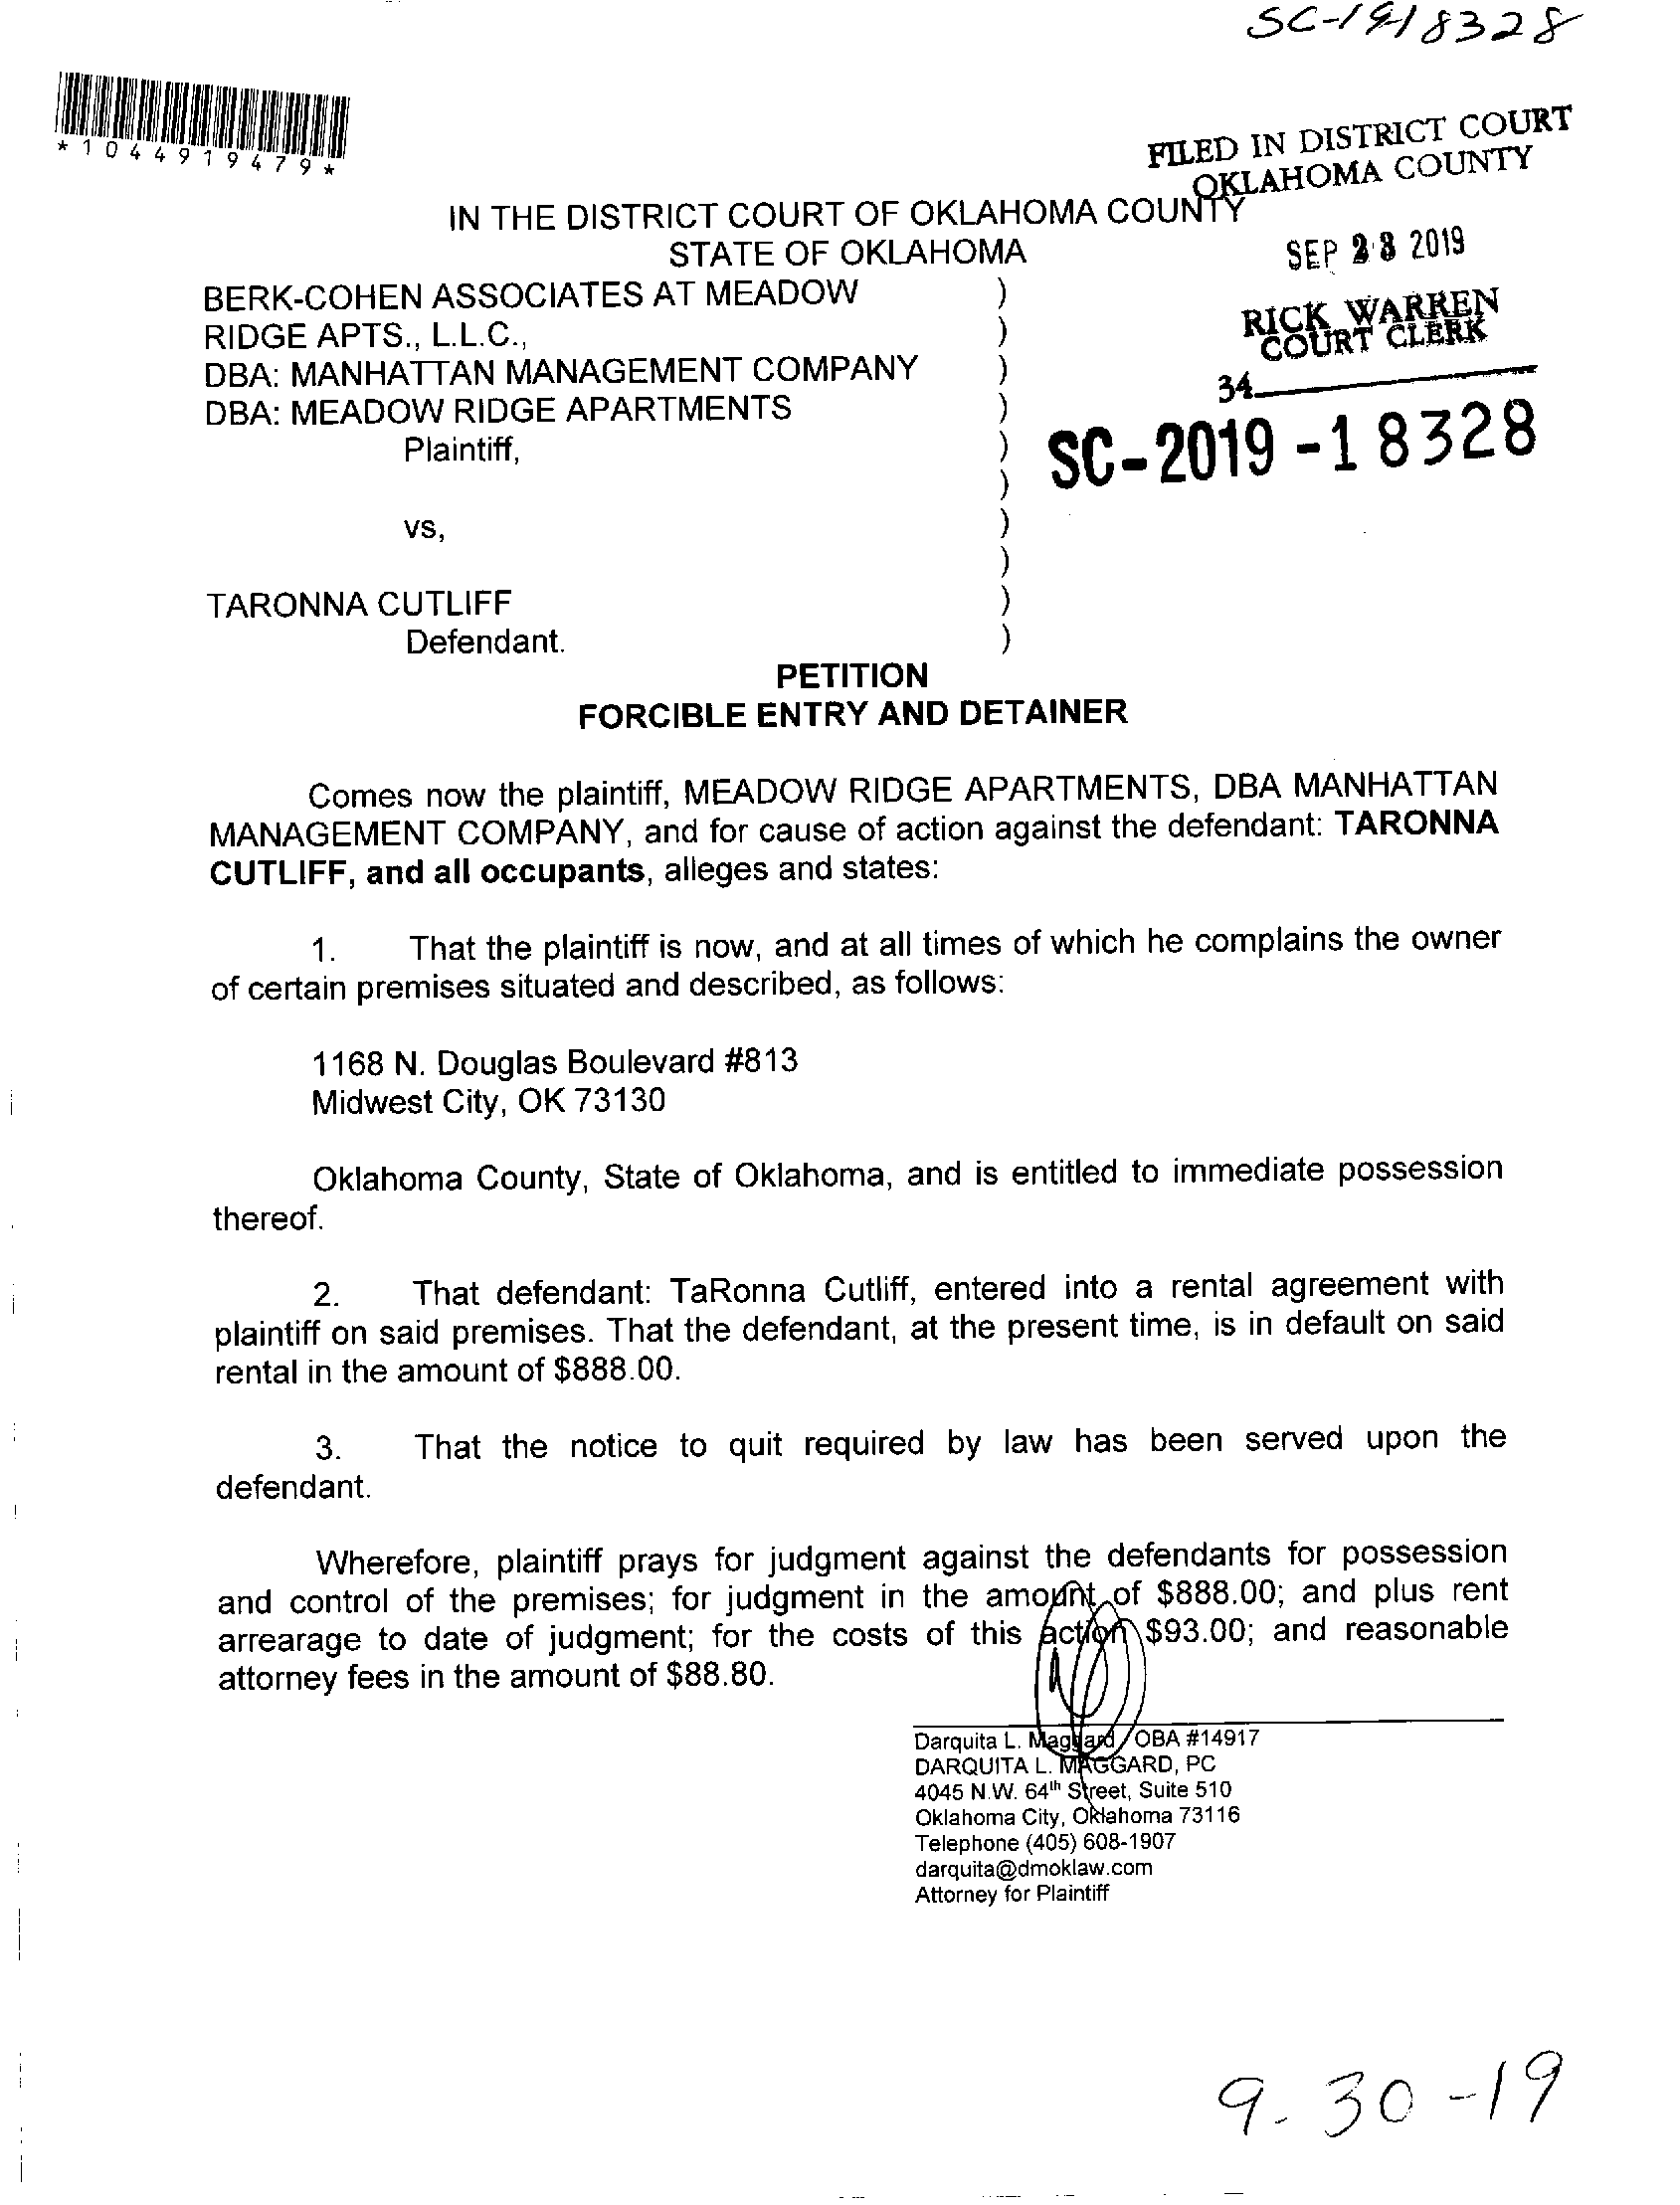 SC-19-18328
*1044919479*
FILED IN DISTRICT COURT
OKLAHOMA COUNTY
IN THE DISTRICT COURT OF OKLAHOMA COUNTY
STATE OF OKLAHOMA
SEP 23 2019
BERK-COHEN ASSOCIATES AT MEADOW )
RIDGE APTS., L.L.C., )
RICK WARREN
COURT CLERK
DBA: MANHATTAN MANAGEMENT COMPANY )
34
DBA: MEADOW RIDGE APARTMENTS )
Plaintiff, )
SC-2019-18328
)
vs, )
)
TARONNA CUTLIFF )
Defendant. )
PETITION
FORCIBLE ENTRY AND DETAINER
Comes now the plaintiff, MEADOW RIDGE APARTMENTS, DBA MANHATTAN
MANAGEMENT COMPANY, and for cause of action against the defendant: TARONNA
CUTLIFF, and all occupants, alleges and states:
1. That the plaintiff is now, and at all times of which he complains the owner
of certain premises situated and described, as follows:
1168 N. Douglas Boulevard #813
Midwest City, OK 73130
Oklahoma County, State of Oklahoma, and is entitled to immediate possession
thereof.
2. That defendant: TaRonna Cutliff, entered into a rental agreement with
plaintiff on said premises. That the defendant, at the present time, is in default on said
rental in the amount of $888.00.
3. That the notice to quit required by law has been served upon the
defendant.
Wherefore, plaintiff prays for judgment against the defendants for possession
and control of the premises; for judgment in the amount of $888.00; and plus rent
arrearage to date of judgment; for the costs of this action $93.00; and reasonable
attorney fees in the amount of $88.80.
Darquita L. Maggard OBA #14917
DARQUITA L. MAGGARD, PC
4045 N.W. 64th Street, Suite 510
Oklahoma City, Oklahoma 73116
Telephone (405) 608-1907
darquita@dmoklaw.com
Attorney for Plaintiff
9-30-19